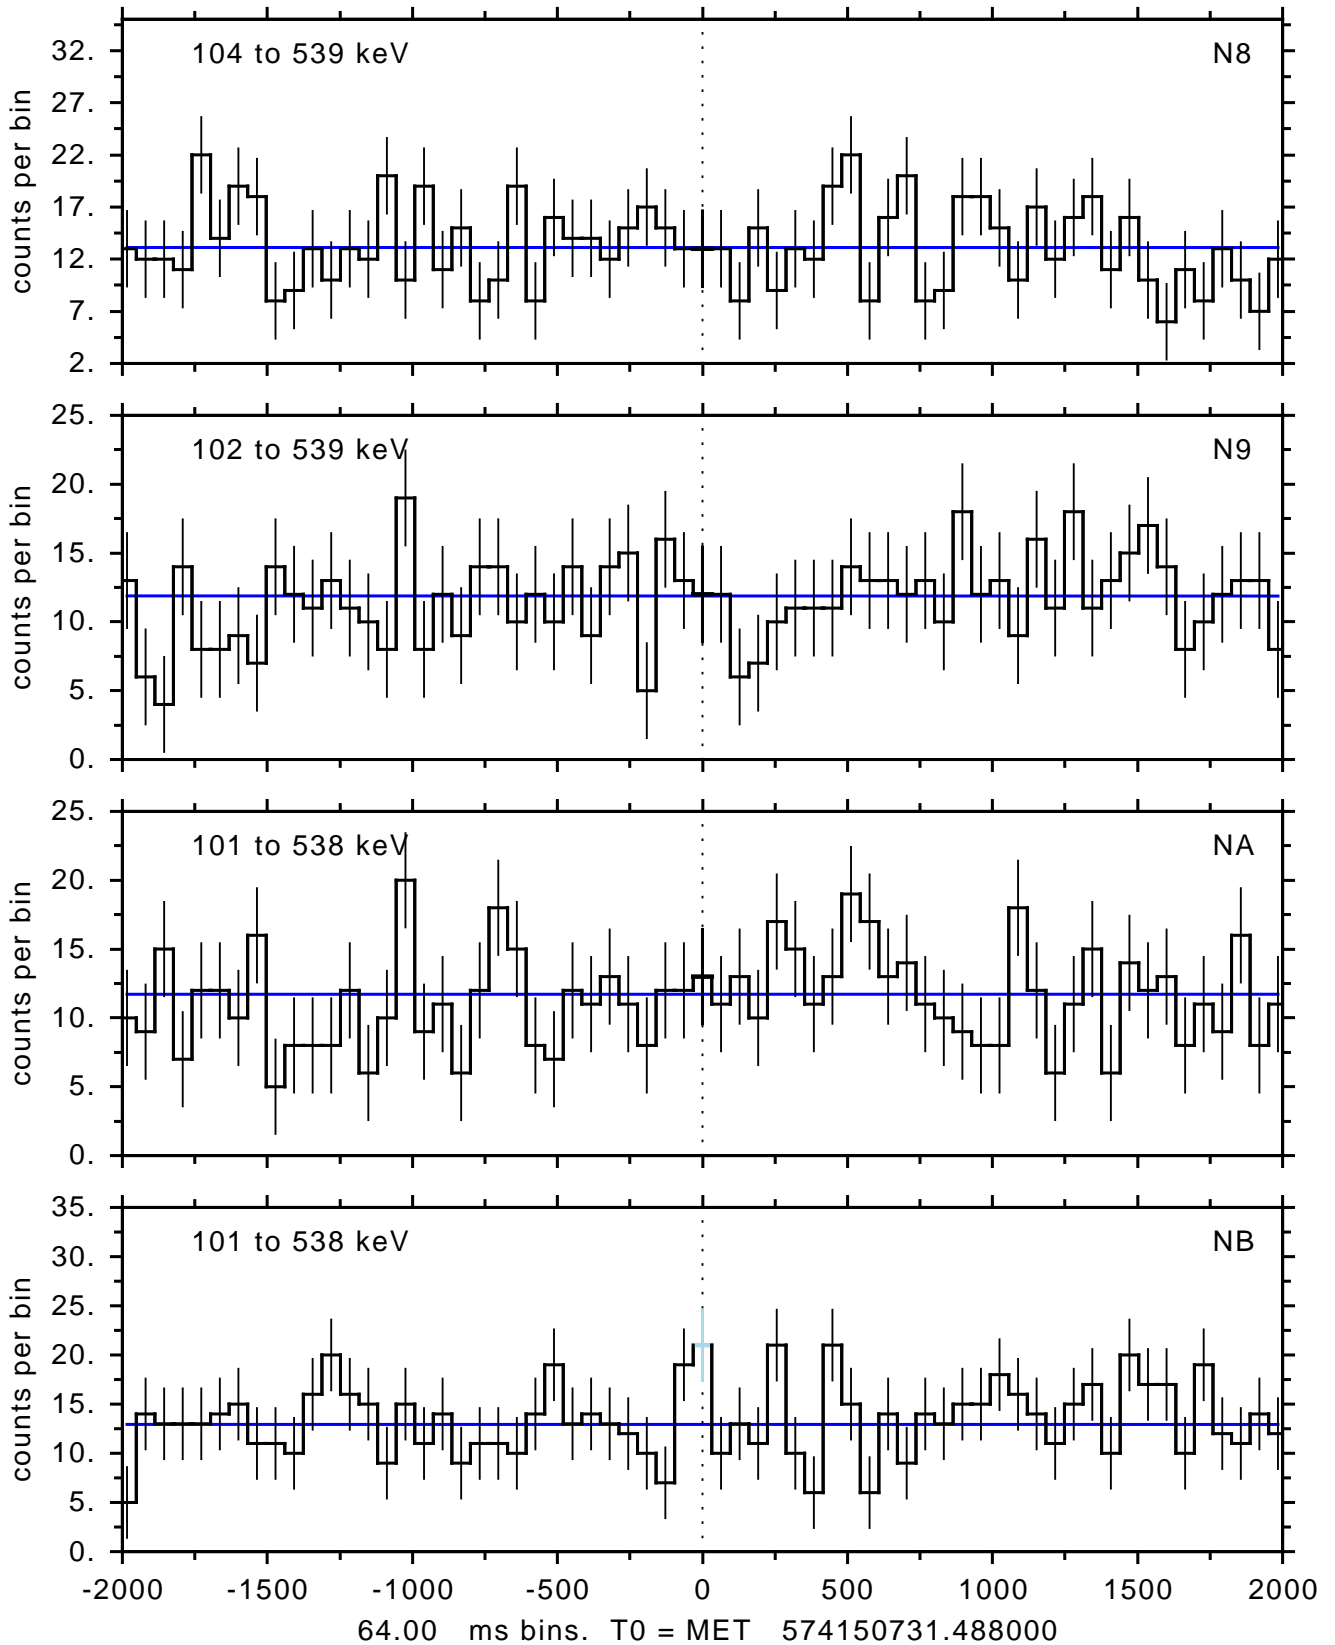 104 to 539 keV N8
counts per bin
32.
27.
22.
17.
12.
7.
2.
102 to 539 keV N9
counts per bin
25.
20.
15.
10.
5.
0.
101 to 538 keV NA
counts per bin
25.
20.
15.
10.
5.
0.
101 to 538 keV NB
counts per bin
35.
30.
25.
20.
15.
10.
5.
0.
-2000 -1500 -1000 -500 0 500 1000 1500 2000
64.00 ms bins. T0 = MET 574150731.488000